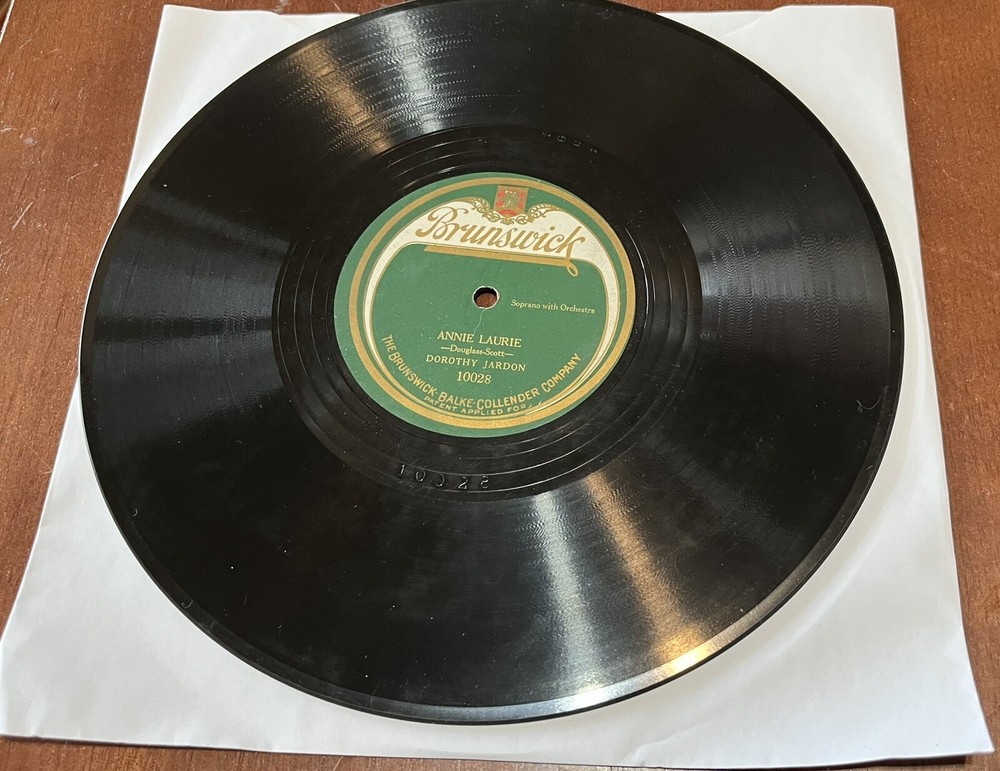 Brunswick
Soprano with Orchestra
ANNIE LAURIE
—Douglass-Scott—
DOROTHY JARDON
10028
THE BRUNSWICK-BALKE-COLLENDER COMPANY
PATENT APPLIED FOR
10028